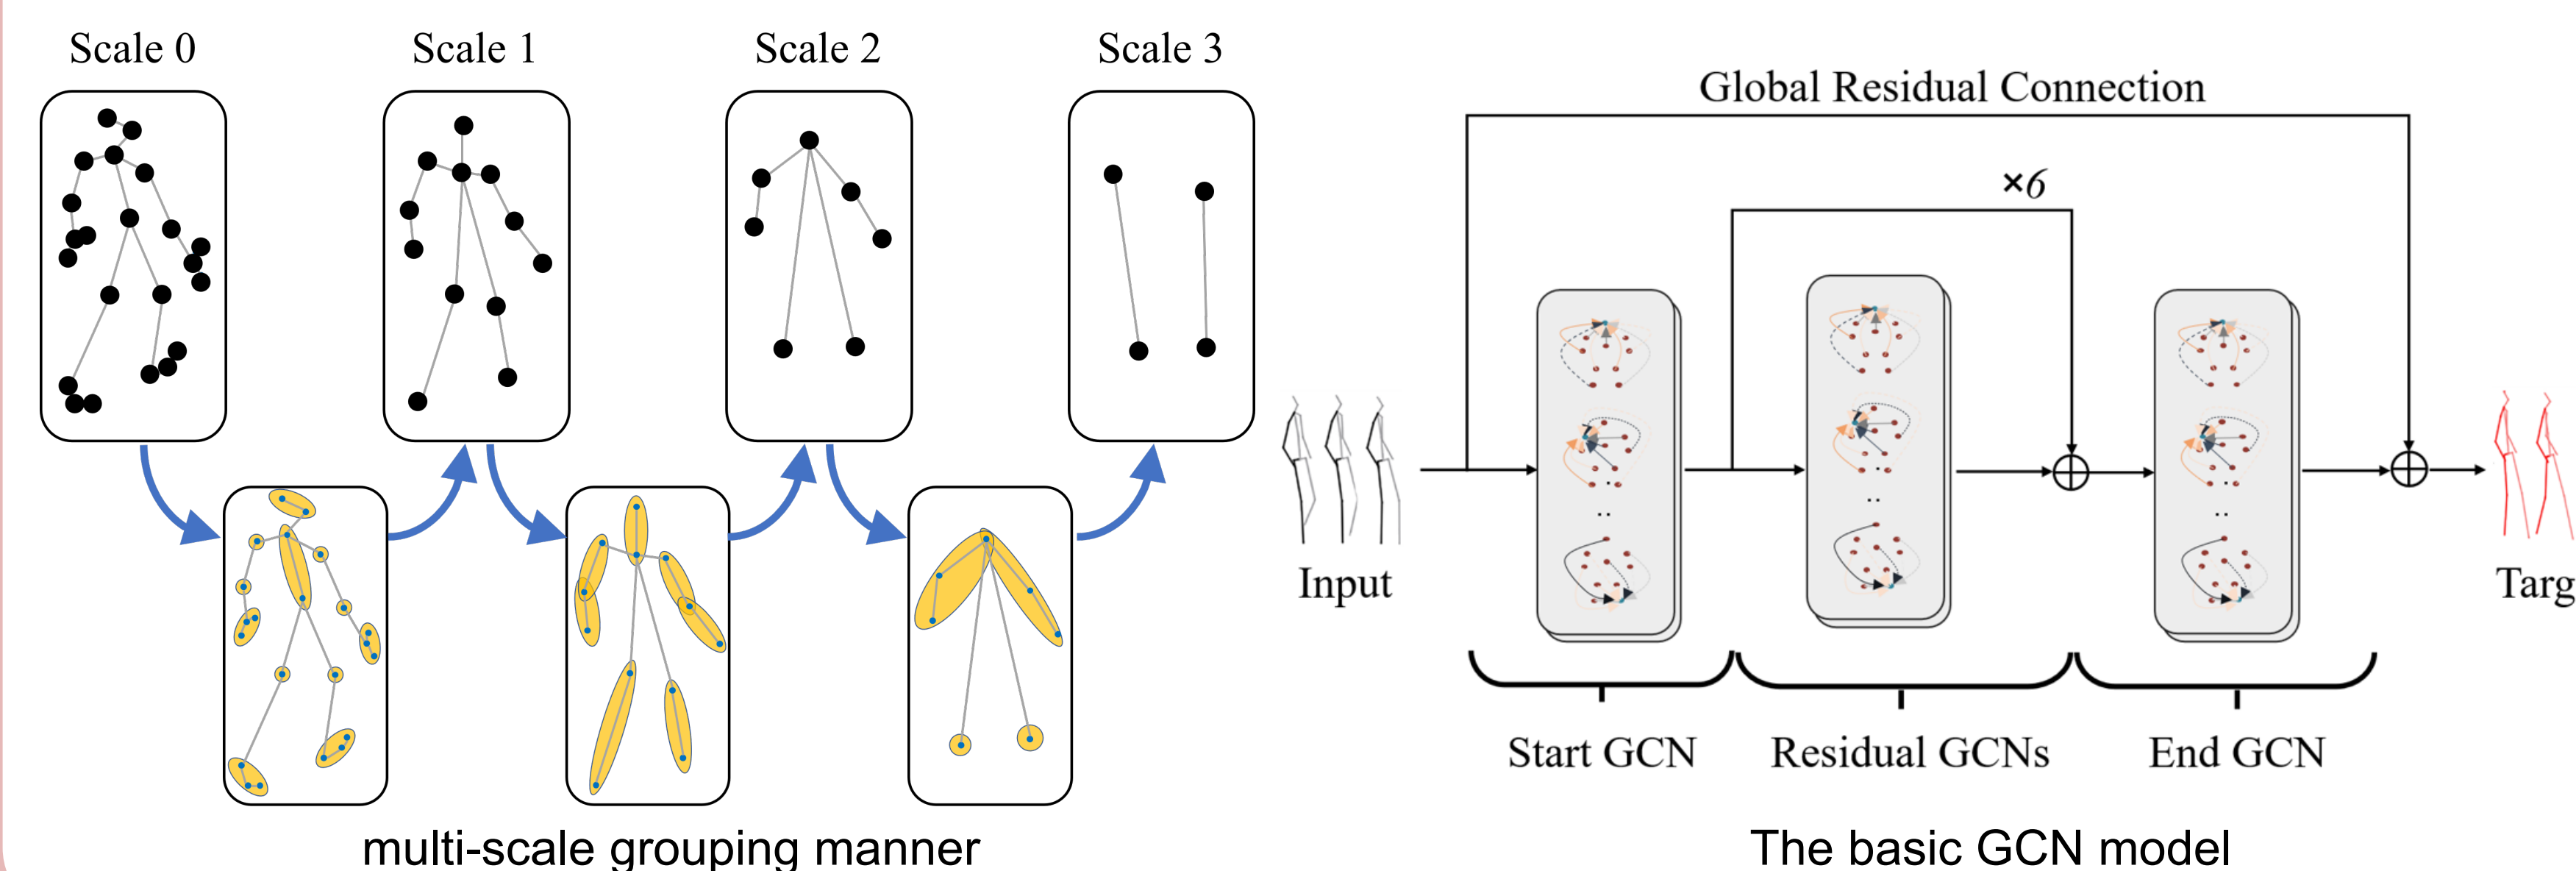 Scale 0
Scale 1
Scale 2
Scale 3
multi-scale grouping manner
Global Residual Connection
×6
Input
Targ
Start GCN
Residual GCNs
End GCN
The basic GCN model